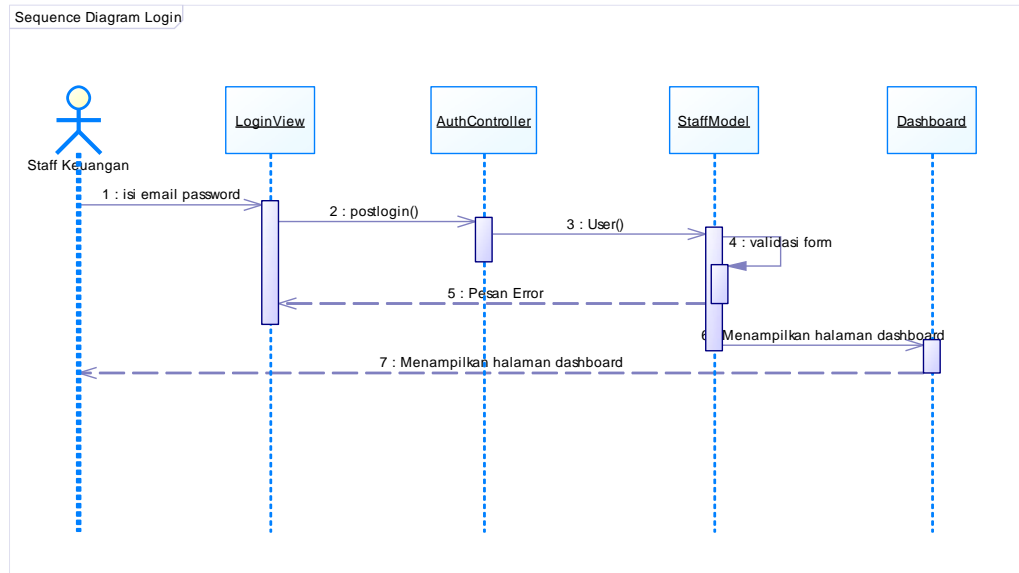 Sequence Diagram Login
LoginView
AuthController
StaffModel
Dashboard
Staff Keuangan
1 : isi email password
2 : postlogin()
3 : User()
4 : validasi form
5 : Pesan Error
6 : Menampilkan halaman dashboard
7 : Menampilkan halaman dashboard